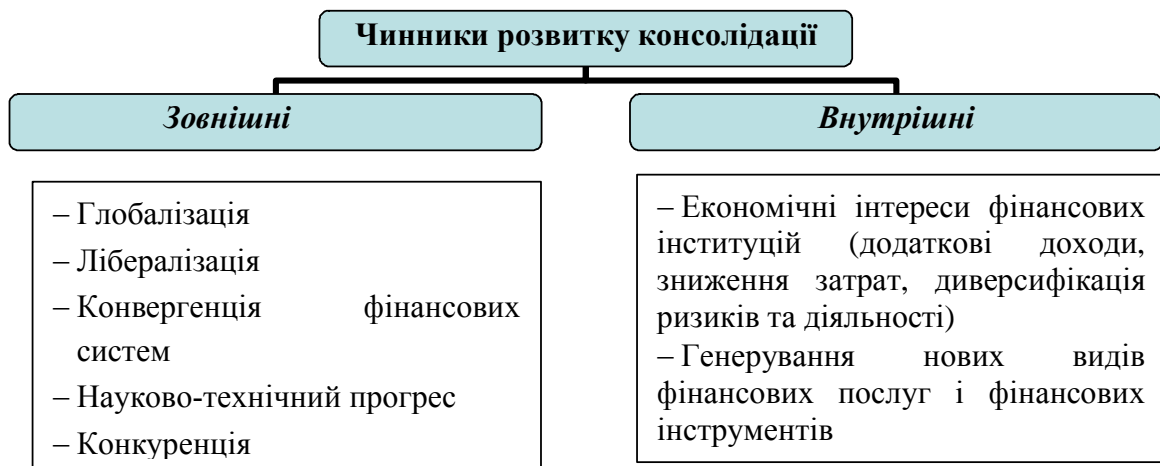 Чинники розвитку консолідації
Зовнішні
– Глобалізація
– Лібералізація
– Конвергенція фінансових
систем
– Науково-технічний прогрес
– Конкуренція
Внутрішні
– Економічні інтереси фінансових
інституцій (додаткові доходи,
зниження затрат, диверсифікація
ризиків та діяльності)
– Генерування нових видів
фінансових послуг і фінансових
інструментів